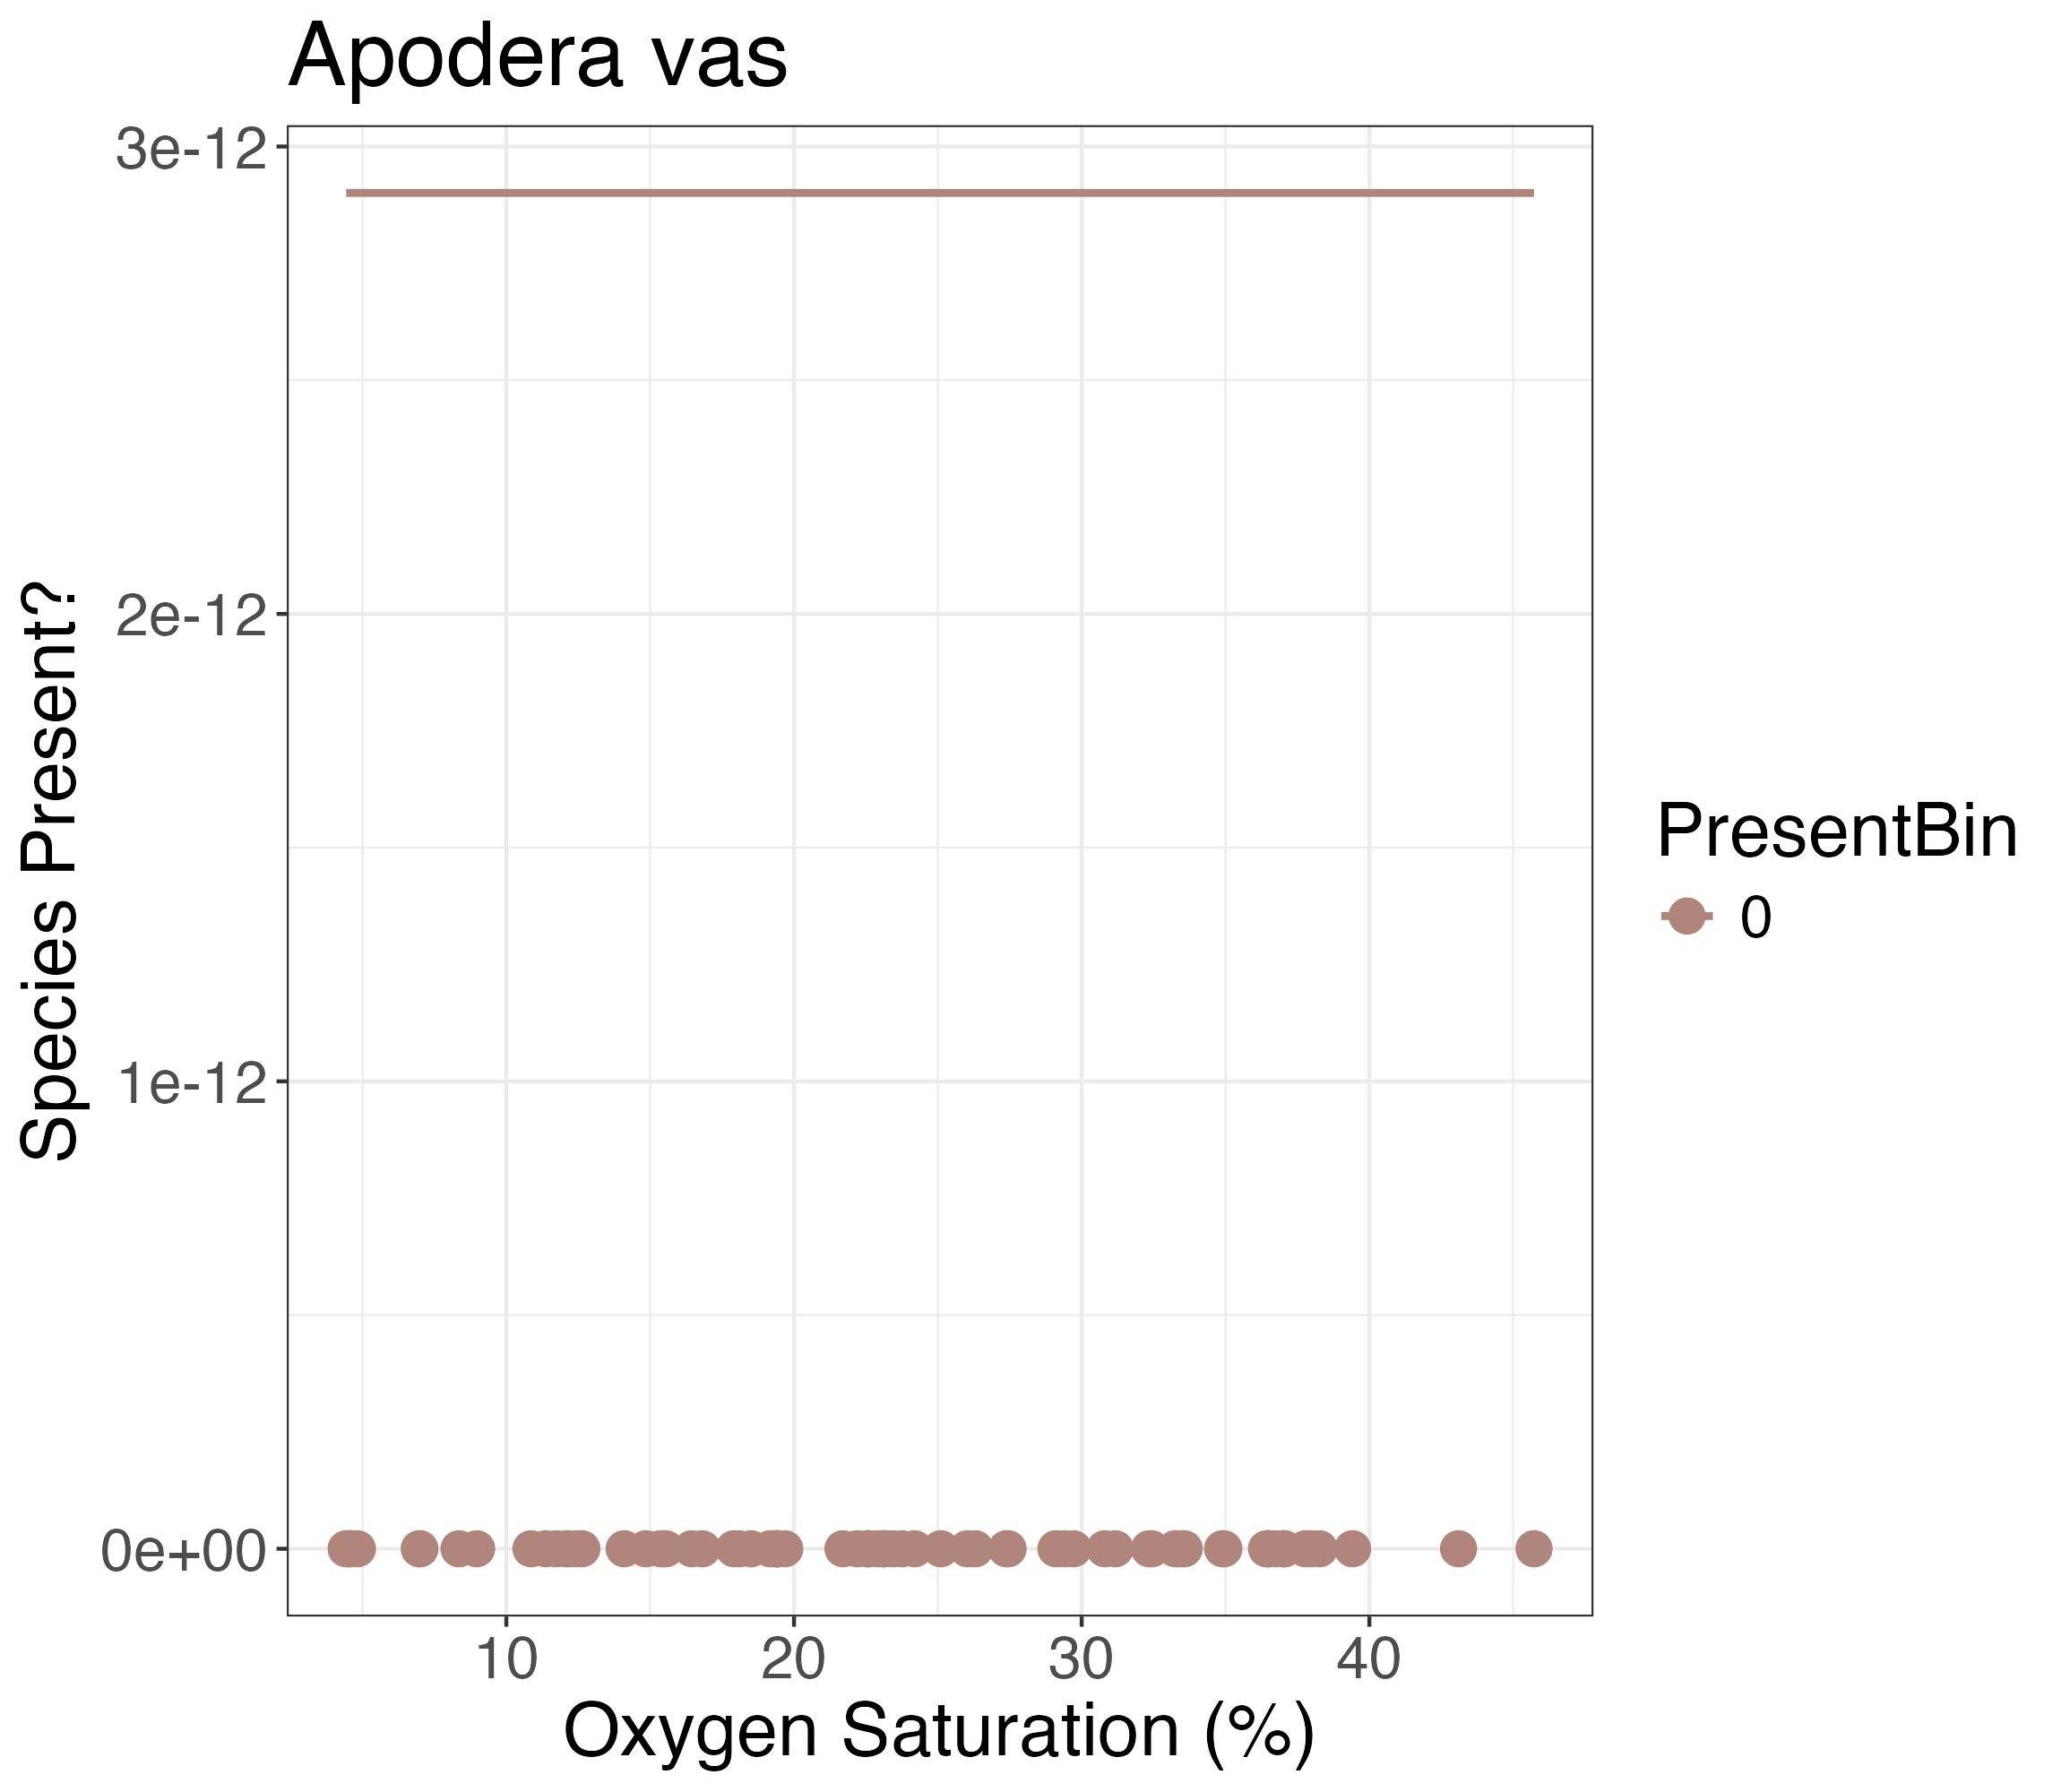 Apodera vas
3e-12
2e-12
1e-12
0e+00
Species Present?
10 20 30 40
Oxygen Saturation (%)
PresentBin
0